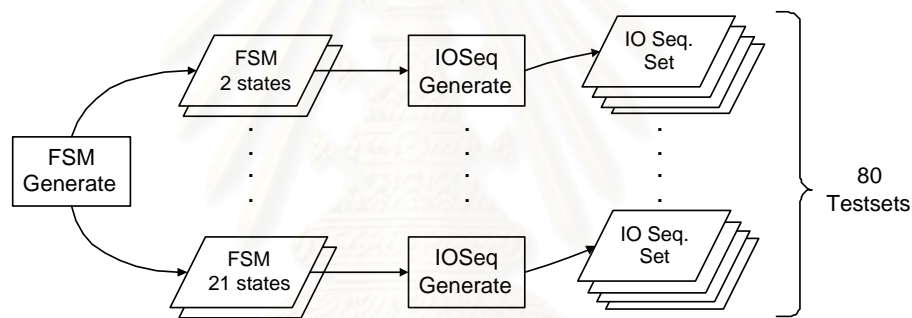 FSM
2 states
IOSeq
Generate
IO Seq.
Set
FSM
Generate
80
Testsets
FSM
21 states
IOSeq
Generate
IO Seq.
Set